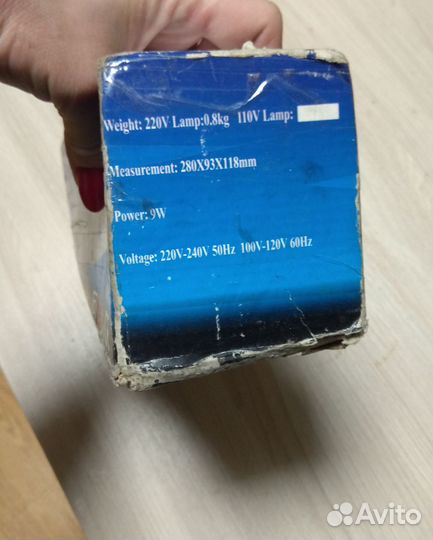 Weight: 220V Lamp:0.8kg 110V Lamp:
Measurement: 280X93X118mm
Power: 9W
Voltage: 220V-240V 50Hz 100V-120V 60Hz
Avito